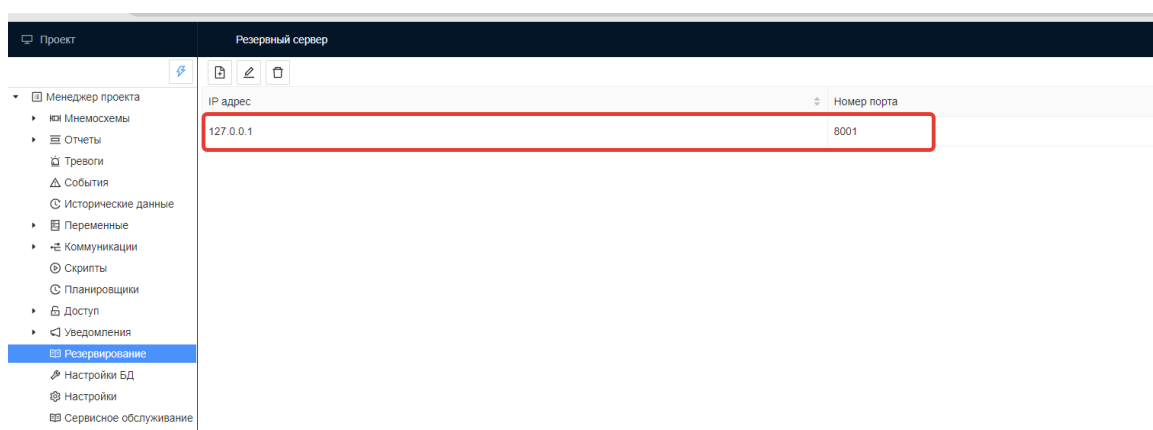 Проект
Резервный сервер
Менеджер проекта
IP адрес
Номер порта
Мнемосхемы
127.0.0.1
8001
Отчеты
Тревоги
События
Исторические данные
Переменные
Коммуникации
Скрипты
Планировщики
Доступ
Уведомления
Резервирование
Настройки БД
Настройки
Сервисное обслуживание